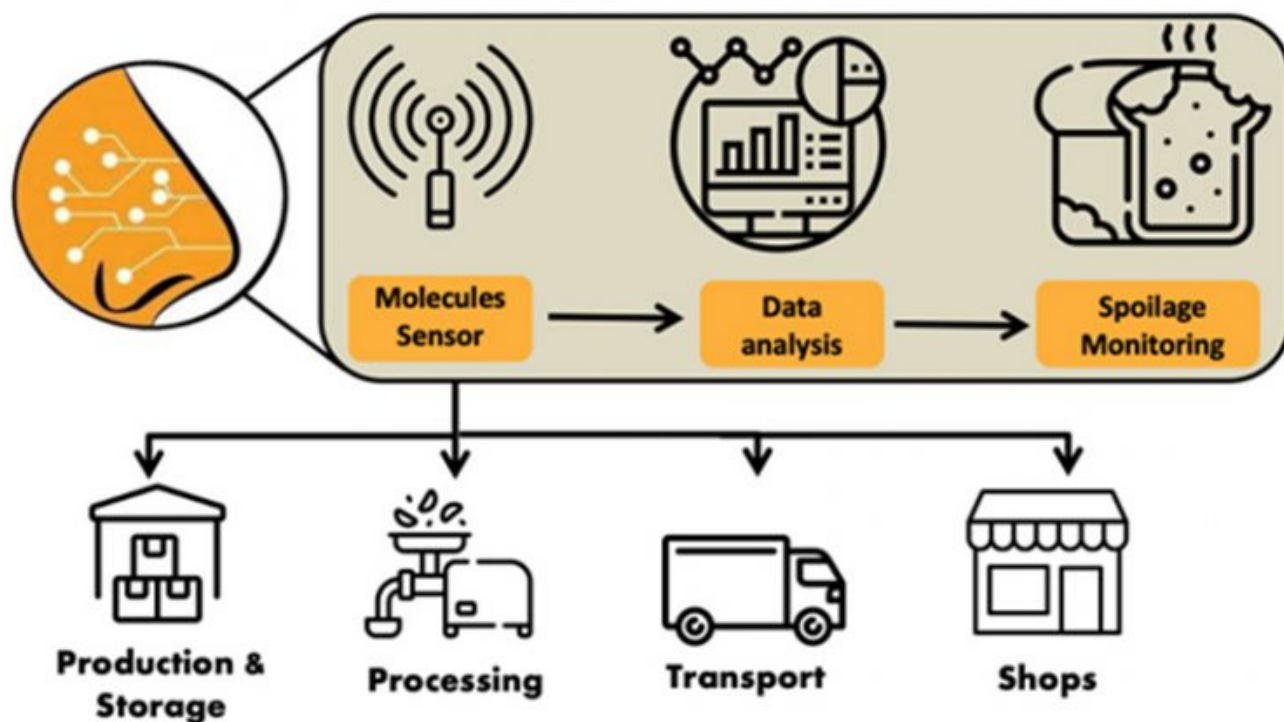 Molecules
Sensor
Data
analysis
Spoilage
Monitoring
Production &
Storage
Processing
Transport
Shops